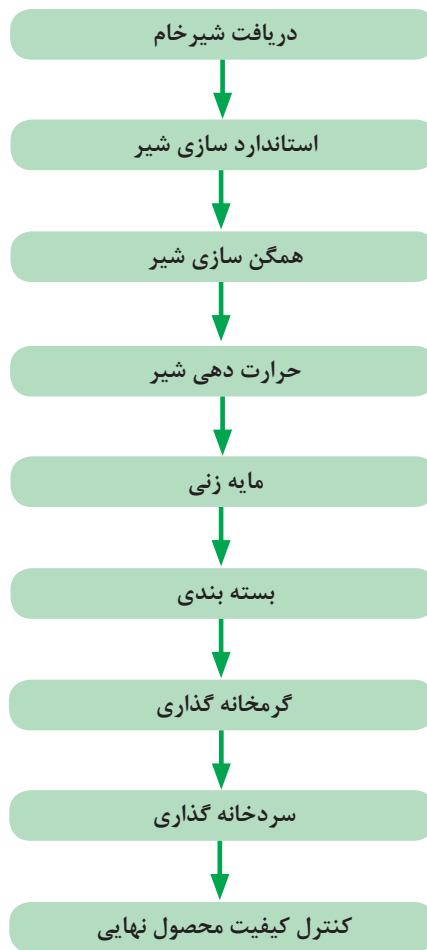 دریافت شیرخام
استاندارد سازی شیر
همگن سازی شیر
حرارت دهی شیر
مایه زنی
بسته بندی
گرمخانه گذاری
سردخانه گذاری
کنترل کیفیت محصول نهایی